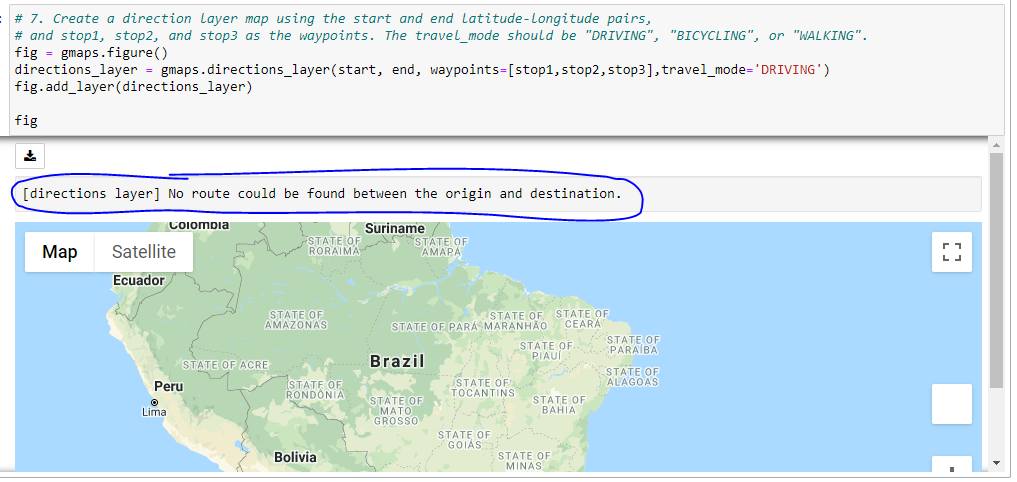 # 7. Create a direction layer map using the start and end latitude-longitude pairs,
# and stop1, stop2, and stop3 as the waypoints. The travel_mode should be "DRIVING", "BICYCLING", or "WALKING".
fig = gmaps.figure()
directions_layer = gmaps.directions_layer(start, end, waypoints=[stop1,stop2,stop3],travel_mode='DRIVING')
fig.add_layer(directions_layer)
fig
[directions layer] No route could be found between the origin and destination.
Map
Satellite
Colombia
Suriname
STATE OF
RORAIMA
STATE OF
AMAPÁ
Ecuador
STATE OF
AMAZONAS
STATE OF PARÁ
STATE OF
MARANHÃO
STATE OF
CEARÁ
STATE OF
PIAUÍ
STATE OF
PARAÍBA
Brazil
STATE OF ACRE
STATE OF
ALAGOAS
Peru
STATE OF
RONDÔNIA
STATE OF
TOCANTINS
Lima
STATE OF
MATO
GROSSO
STATE OF
BAHIA
STATE OF
GOIÁS
Bolivia
STATE OF
MINAS